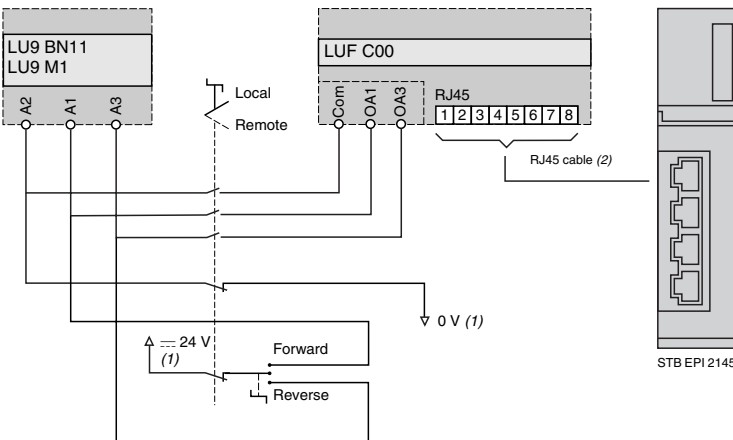 LU9 BN11
LU9 M1
A2
A1
A3
Local
Remote
LUF C00
Com
OA1
OA3
RJ45
1 2 3 4 5 6 7 8
RJ45 cable (2)
0 V (1)
24 V
(1)
Forward
Reverse
STB EPI 2145